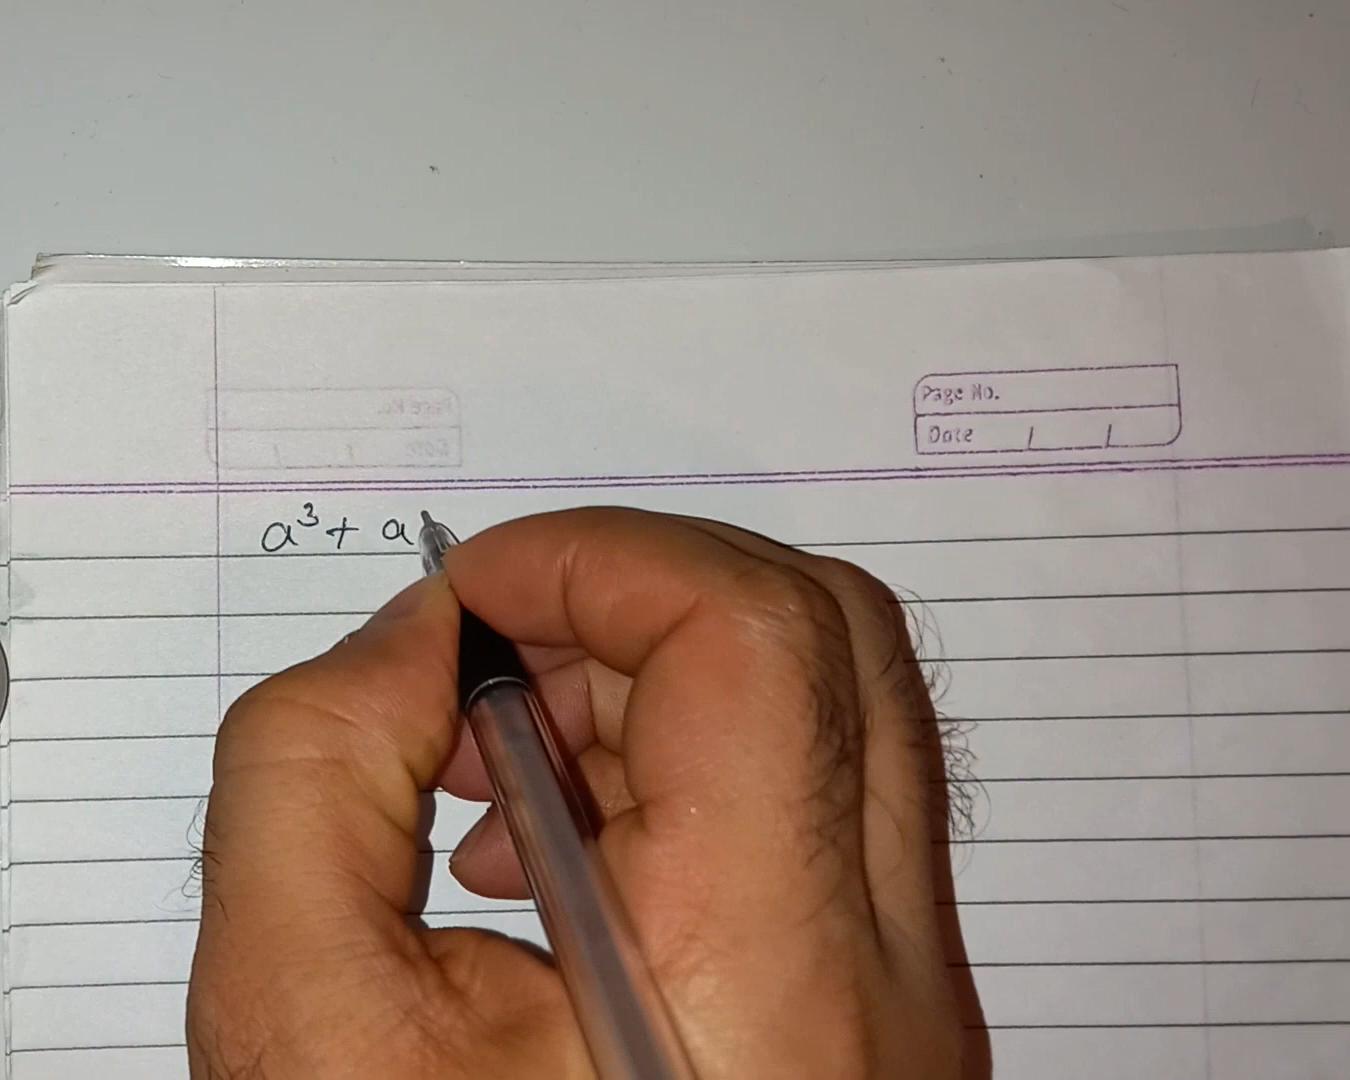 Page No.
Date / /
a³ + a